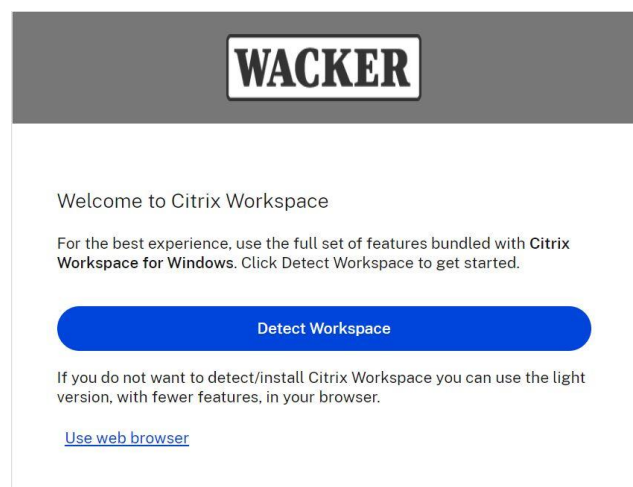 WACKER
Welcome to Citrix Workspace
For the best experience, use the full set of features bundled with Citrix
Workspace for Windows. Click Detect Workspace to get started.
Detect Workspace
If you do not want to detect/install Citrix Workspace you can use the light
version, with fewer features, in your browser.
Use web browser